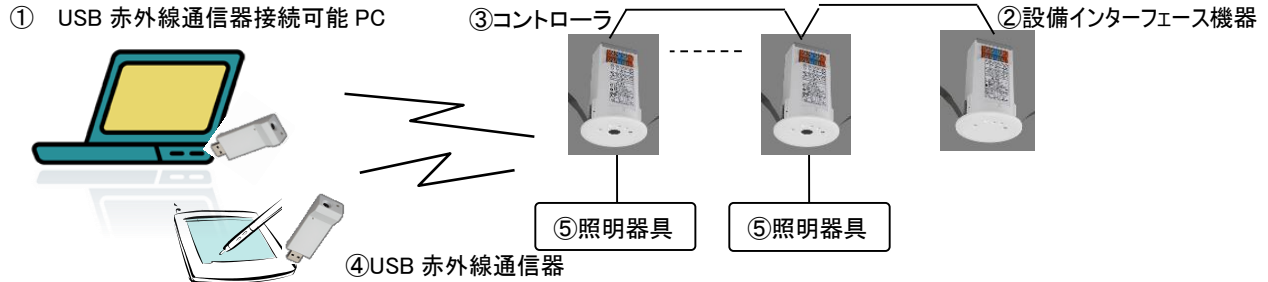 ① USB 赤外線通信器接続可能 PC
③コントローラ
②設備インターフェース機器
⑤照明器具
⑤照明器具
④USB 赤外線通信器